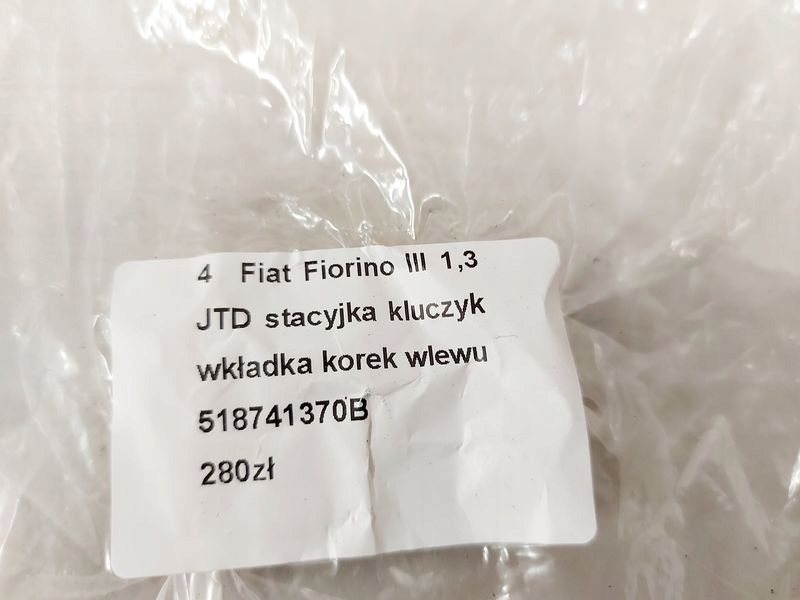 4 Fiat Fiorino III 1,3
JTD stacyjka kluczyk
wkładka korek wlewu
518741370B
280zł